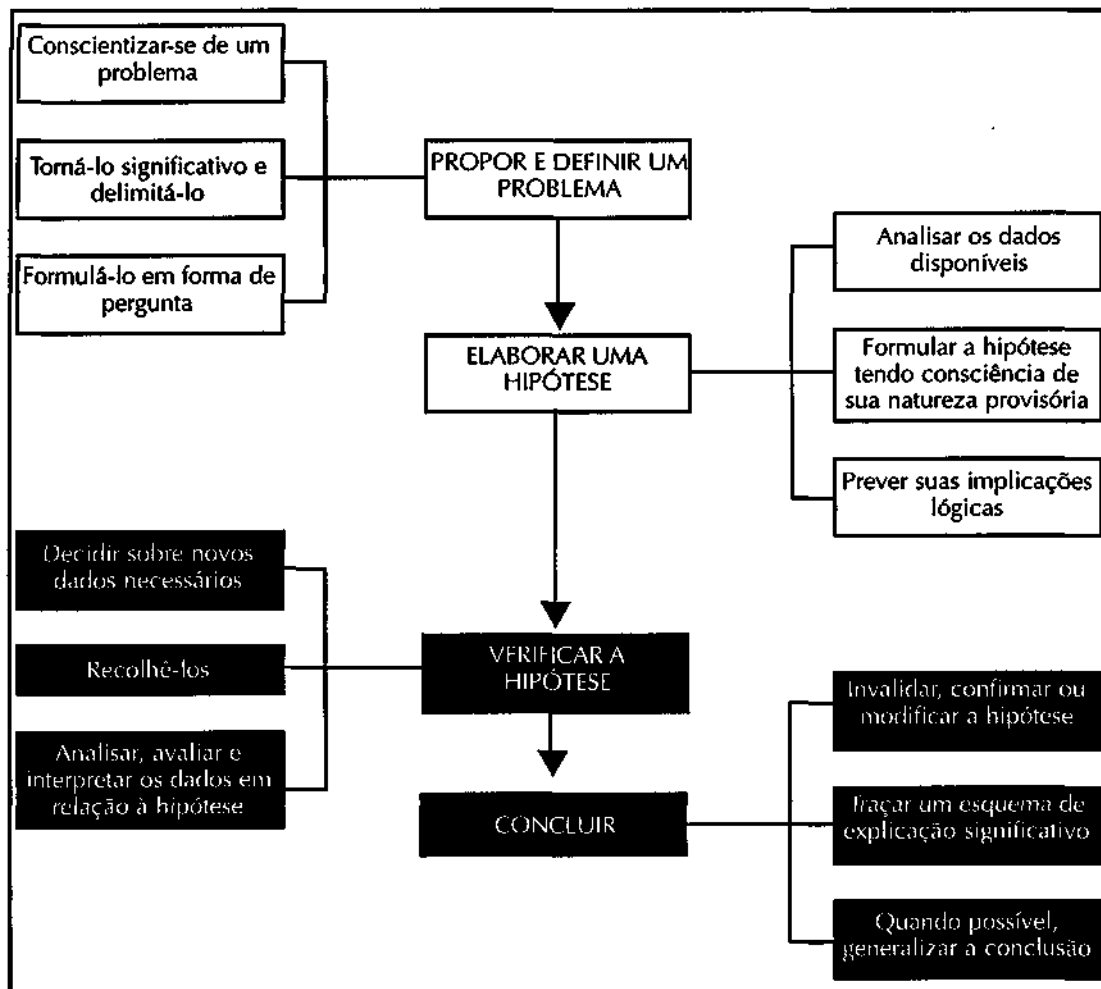 Conscientizar-se de um
problema
Torná-lo significativo e
delimitá-lo
Formulá-lo em forma de
pergunta
PROPOR E DEFINIR UM
PROBLEMA
ELABORAR UMA
HIPÓTESE
Analisar os dados
disponíveis
Formular a hipótese
tendo consciência de
sua natureza provisória
Prever suas implicações
lógicas
Decidir sobre novos
dados necessários
Recolhê-los
Analisar, avaliar e
interpretar os dados em
relação à hipótese
VERIFICAR A
HIPÓTESE
CONCLUIR
Invalidar, confirmar ou
modificar a hipótese
Traçar um esquema de
explicação significativo
Quando possível,
generalizar a conclusão